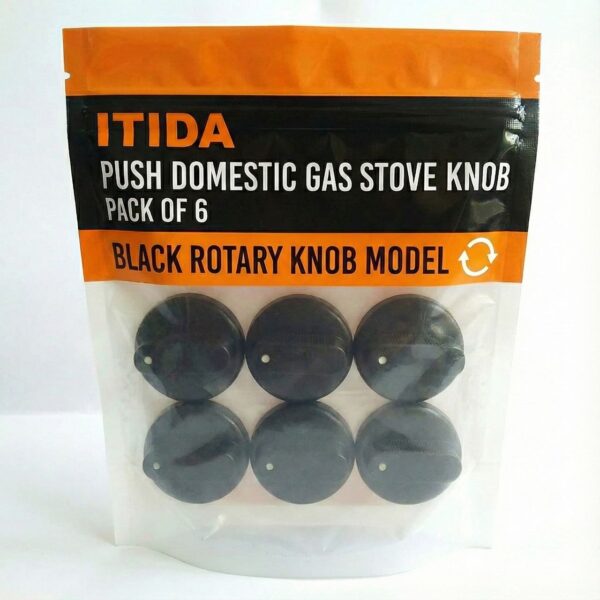 ITIDA
PUSH DOMESTIC GAS STOVE KNOB
PACK OF 6
BLACK ROTARY KNOB MODEL